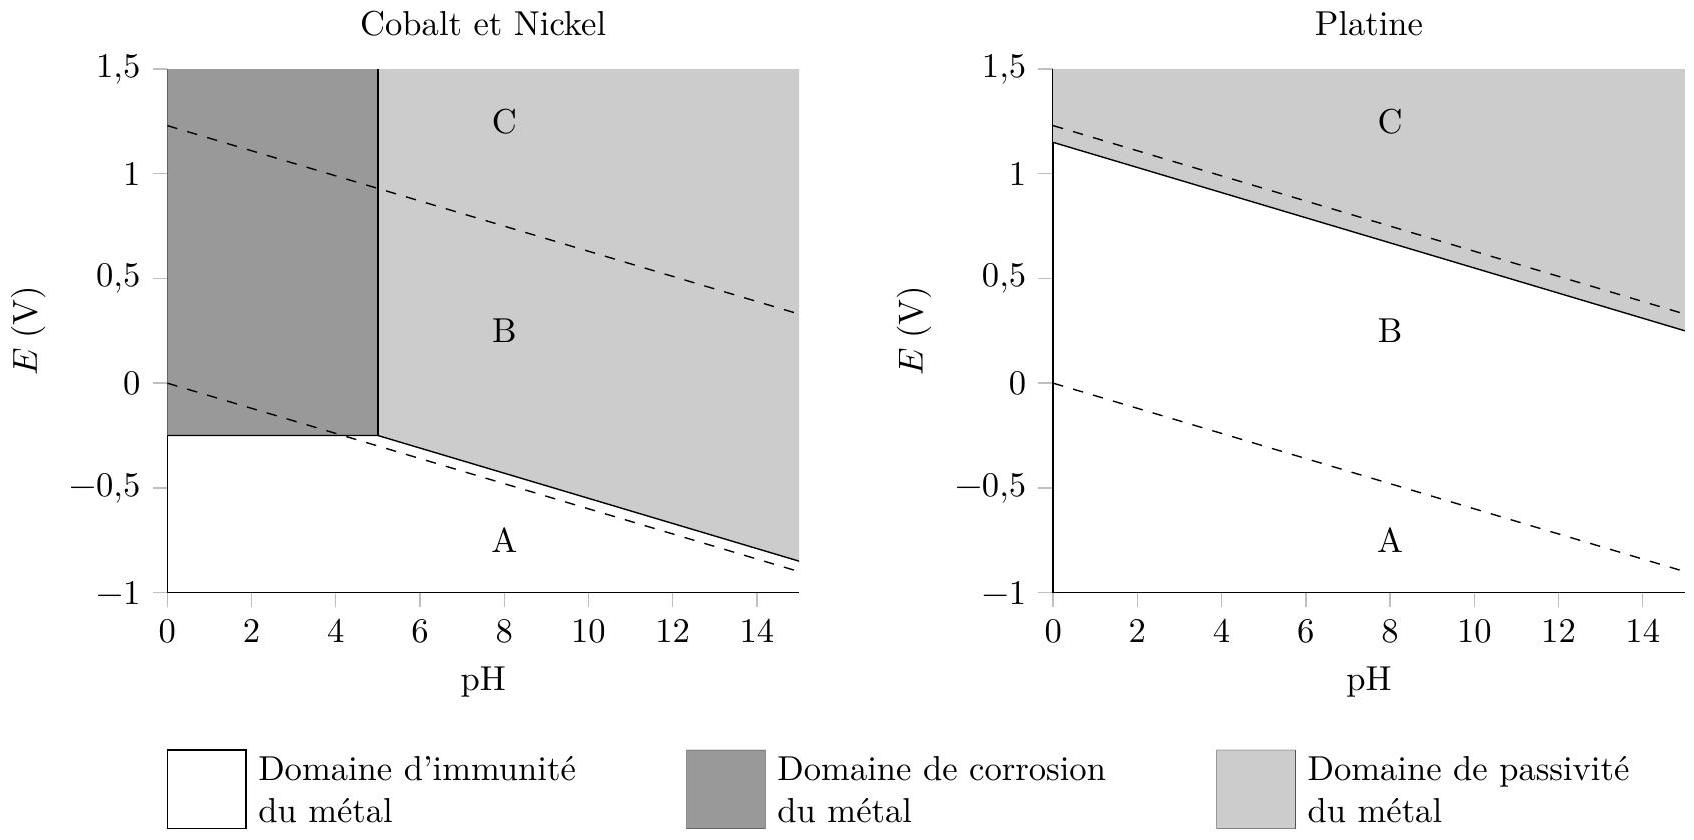 Cobalt et Nickel
1,5
1
0,5
0
−0,5
−1
E (V)
C
B
A
0 2 4 6 8 10 12 14
pH
Platine
1,5
1
0,5
0
−0,5
−1
E (V)
C
B
A
0 2 4 6 8 10 12 14
pH
Domaine d'immunité
du métal
Domaine de corrosion
du métal
Domaine de passivité
du métal